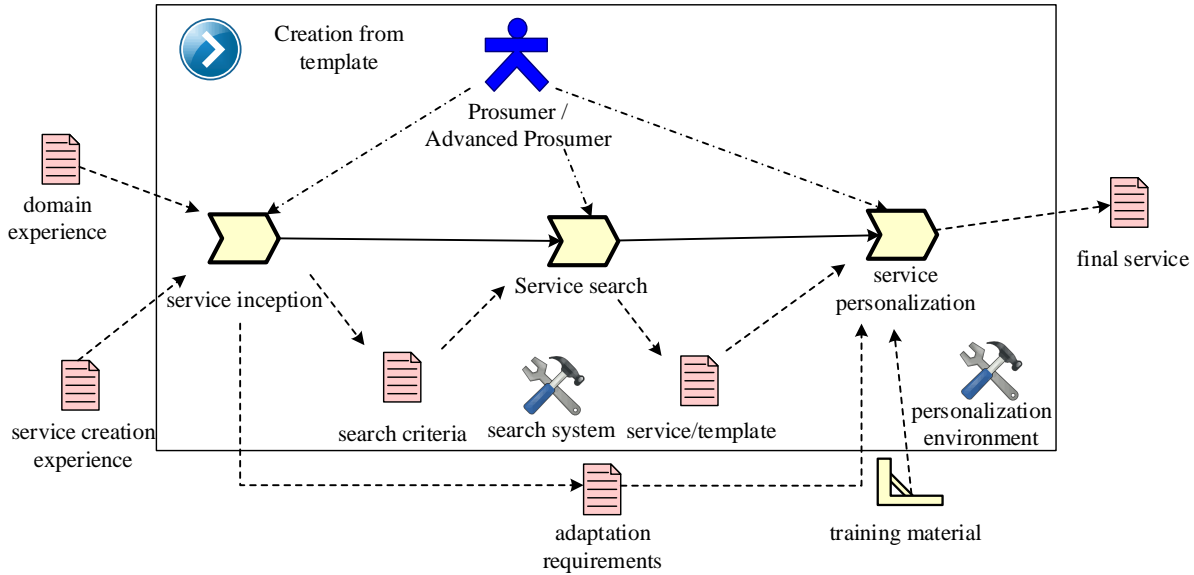 Creation from
template
Prosumer /
Advanced Prosumer
domain
experience
service inception
Service search
service
personalization
final service
service creation
experience
search criteria
search system
service/template
personalization
environment
adaptation
requirements
training material